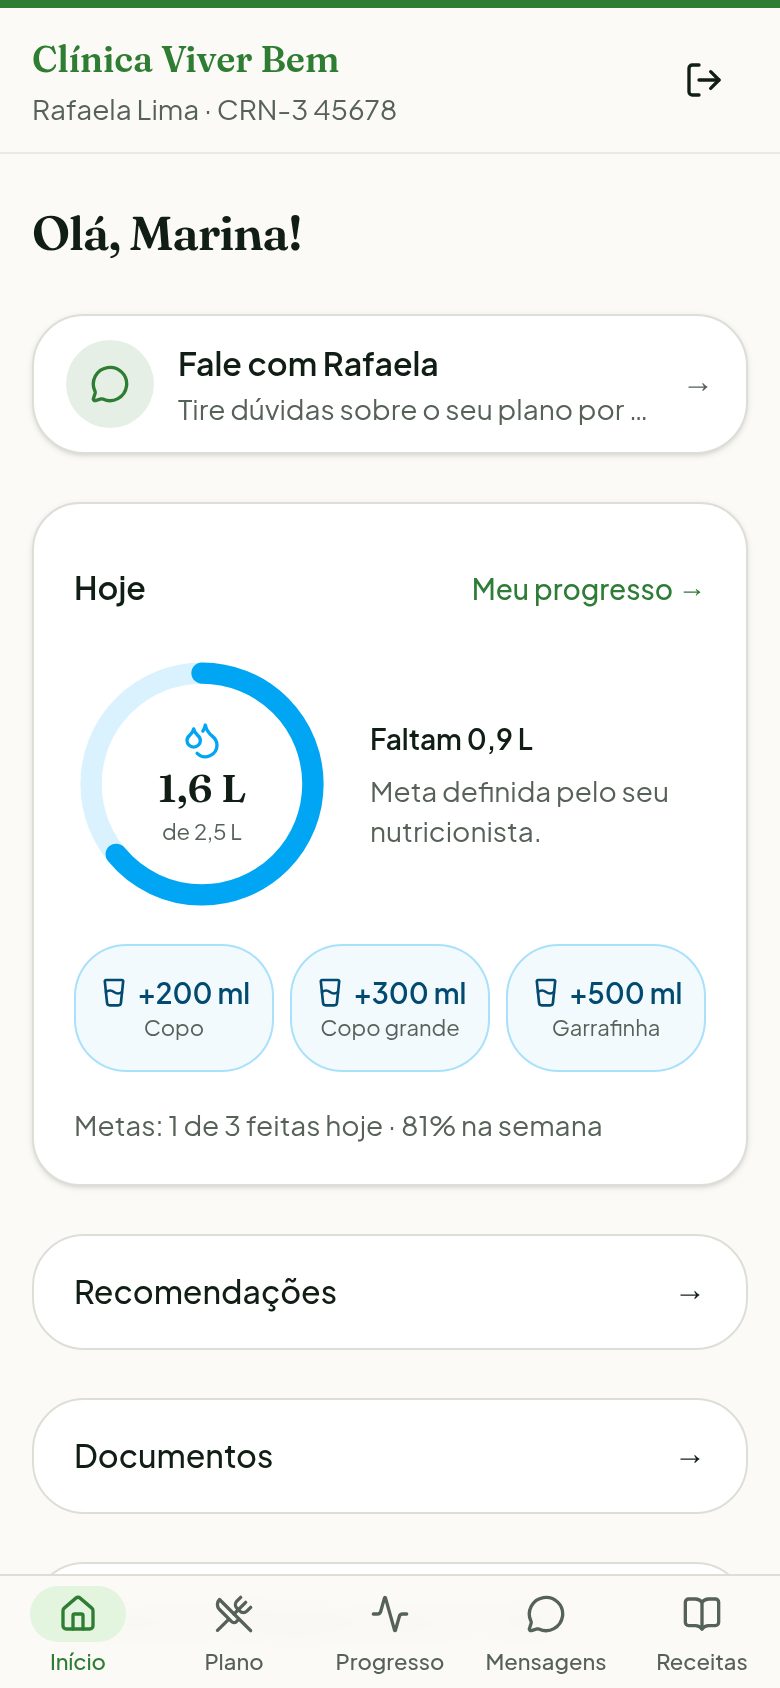 Clínica Viver Bem
Rafaela Lima · CRN-3 45678
Olá, Marina!
Fale com Rafaela
Tire dúvidas sobre o seu plano por ...
→
Hoje
Meu progresso →
1,6 L
de 2,5 L
Faltam 0,9 L
Meta definida pelo seu
nutricionista.
+200 ml
Copo
+300 ml
Copo grande
+500 ml
Garrafinha
Metas: 1 de 3 feitas hoje · 81% na semana
Recomendações →
Documentos →
Início
Plano
Progresso
Mensagens
Receitas